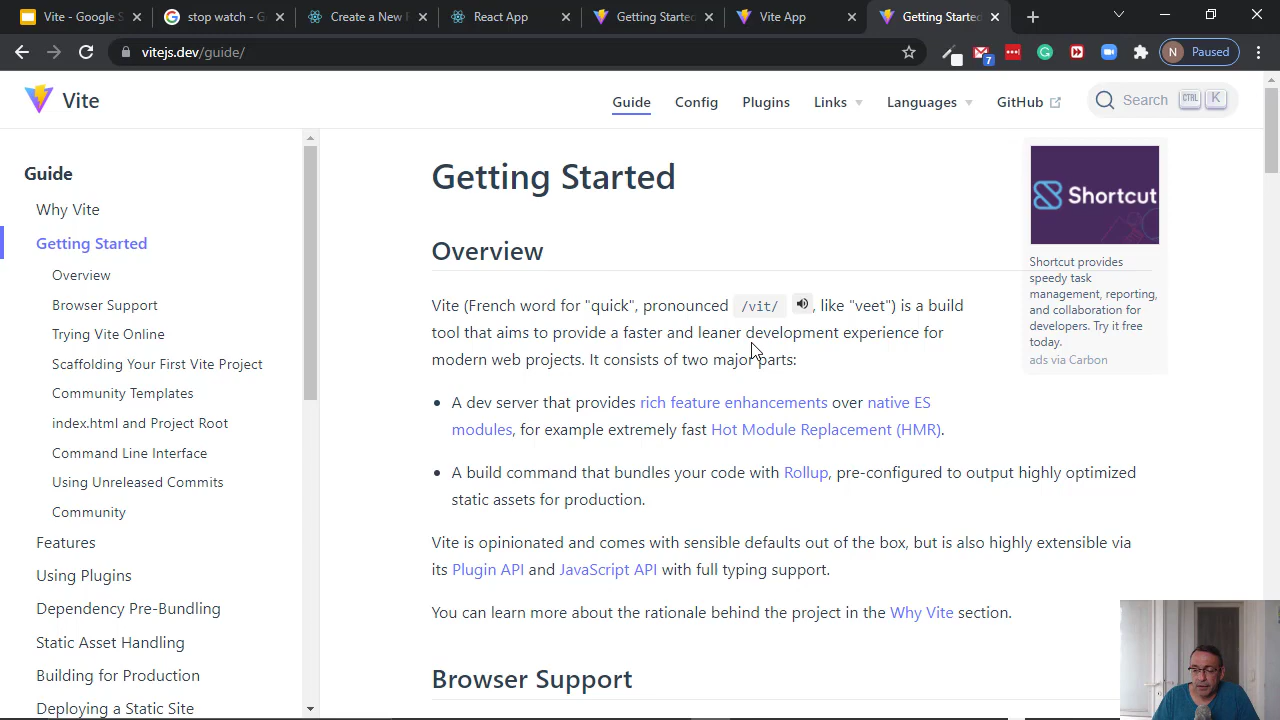 Vite - Google S
stop watch - G
Create a New R
React App
Getting Starte
Vite App
Getting Starte
vitejs.dev/guide/
7
N Paused
Vite
Guide
Config
Plugins
Links
Languages
GitHub
Search CTRL K
Guide
Why Vite
Getting Started
Overview
Browser Support
Trying Vite Online
Scaffolding Your First Vite Project
Community Templates
index.html and Project Root
Command Line Interface
Using Unreleased Commits
Community
Features
Using Plugins
Dependency Pre-Bundling
Static Asset Handling
Building for Production
Deploying a Static Site
Getting Started
Overview
Vite (French word for "quick", pronounced /vit/ , like "veet") is a build
tool that aims to provide a faster and leaner development experience for
modern web projects. It consists of two major parts:
• A dev server that provides rich feature enhancements over native ES
modules, for example extremely fast Hot Module Replacement (HMR).
• A build command that bundles your code with Rollup, pre-configured to output highly optimized
static assets for production.
Vite is opinionated and comes with sensible defaults out of the box, but is also highly extensible via
its Plugin API and JavaScript API with full typing support.
You can learn more about the rationale behind the project in the Why Vite section.
Browser Support
Shortcut
Shortcut provides
speedy task
management, reporting,
and collaboration for
developers. Try it free
today.
ads via Carbon